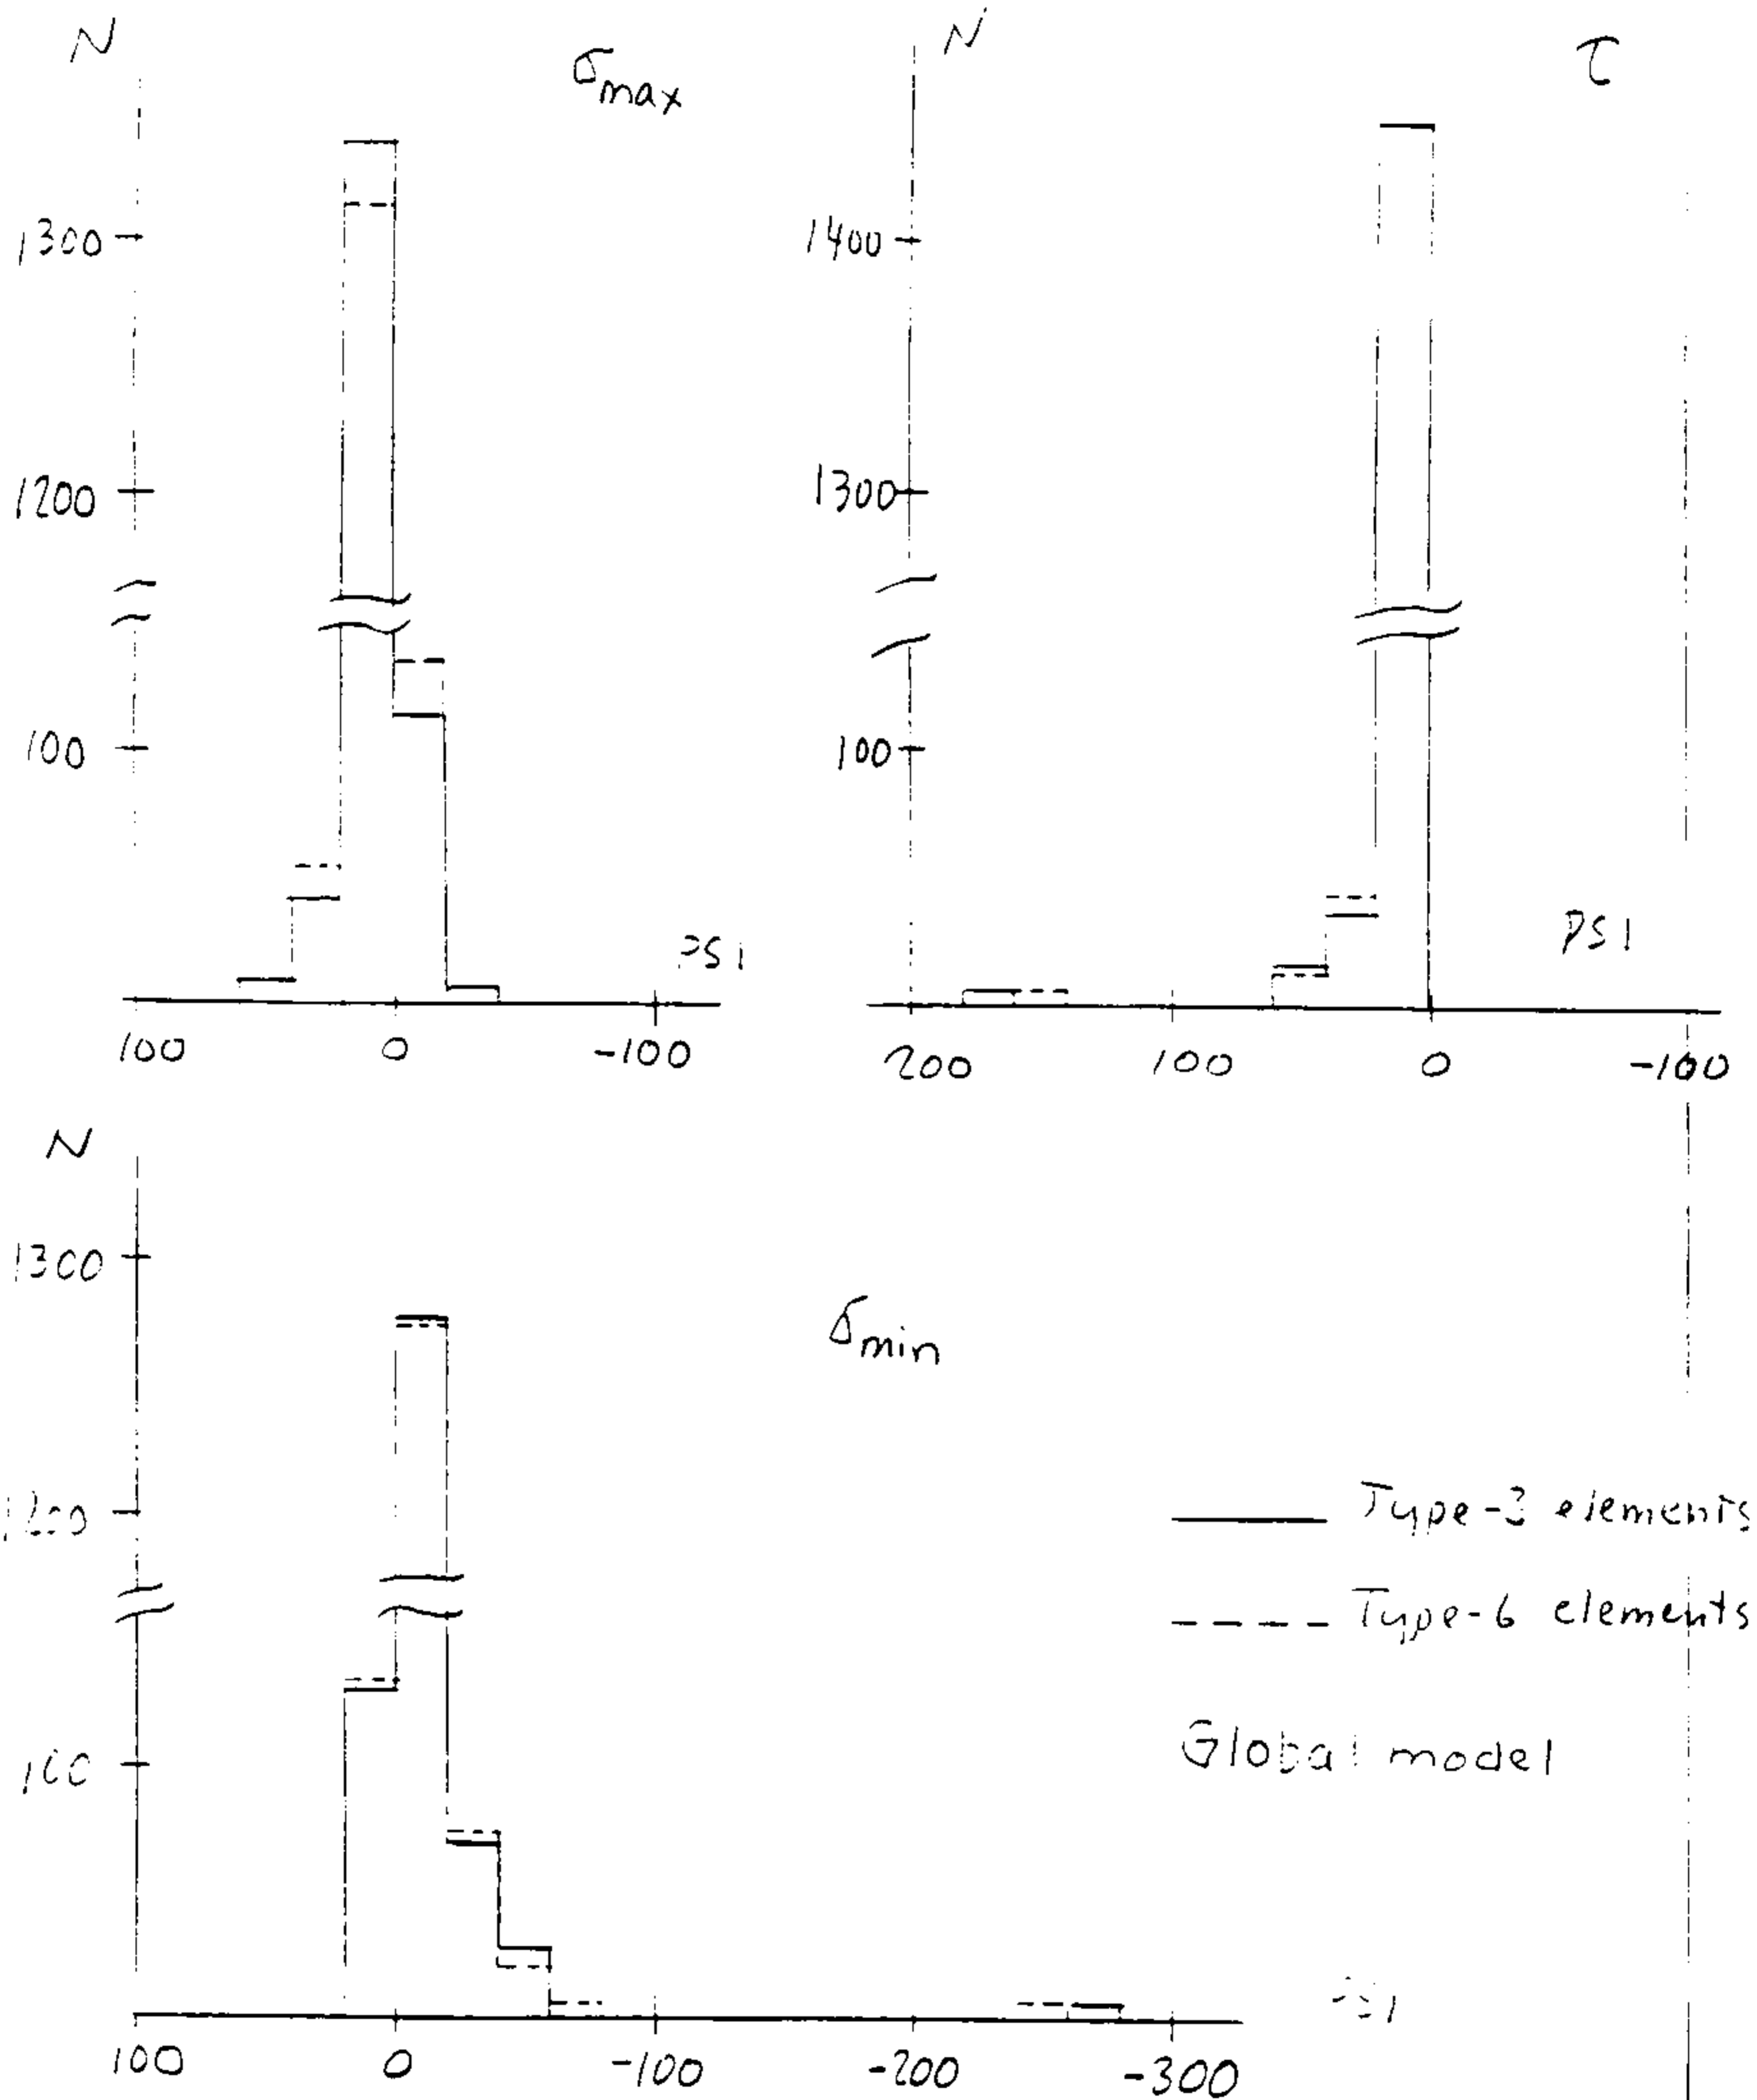 N
σmax
1300
1200
100
PSI
100 0 -100
N
τ
1400
1300
100
PSI
200 100 0 -100
N
1300
σmin
1200
100
Type-3 elements
Type-6 elements
Global model
100 0 -100 -200 -300